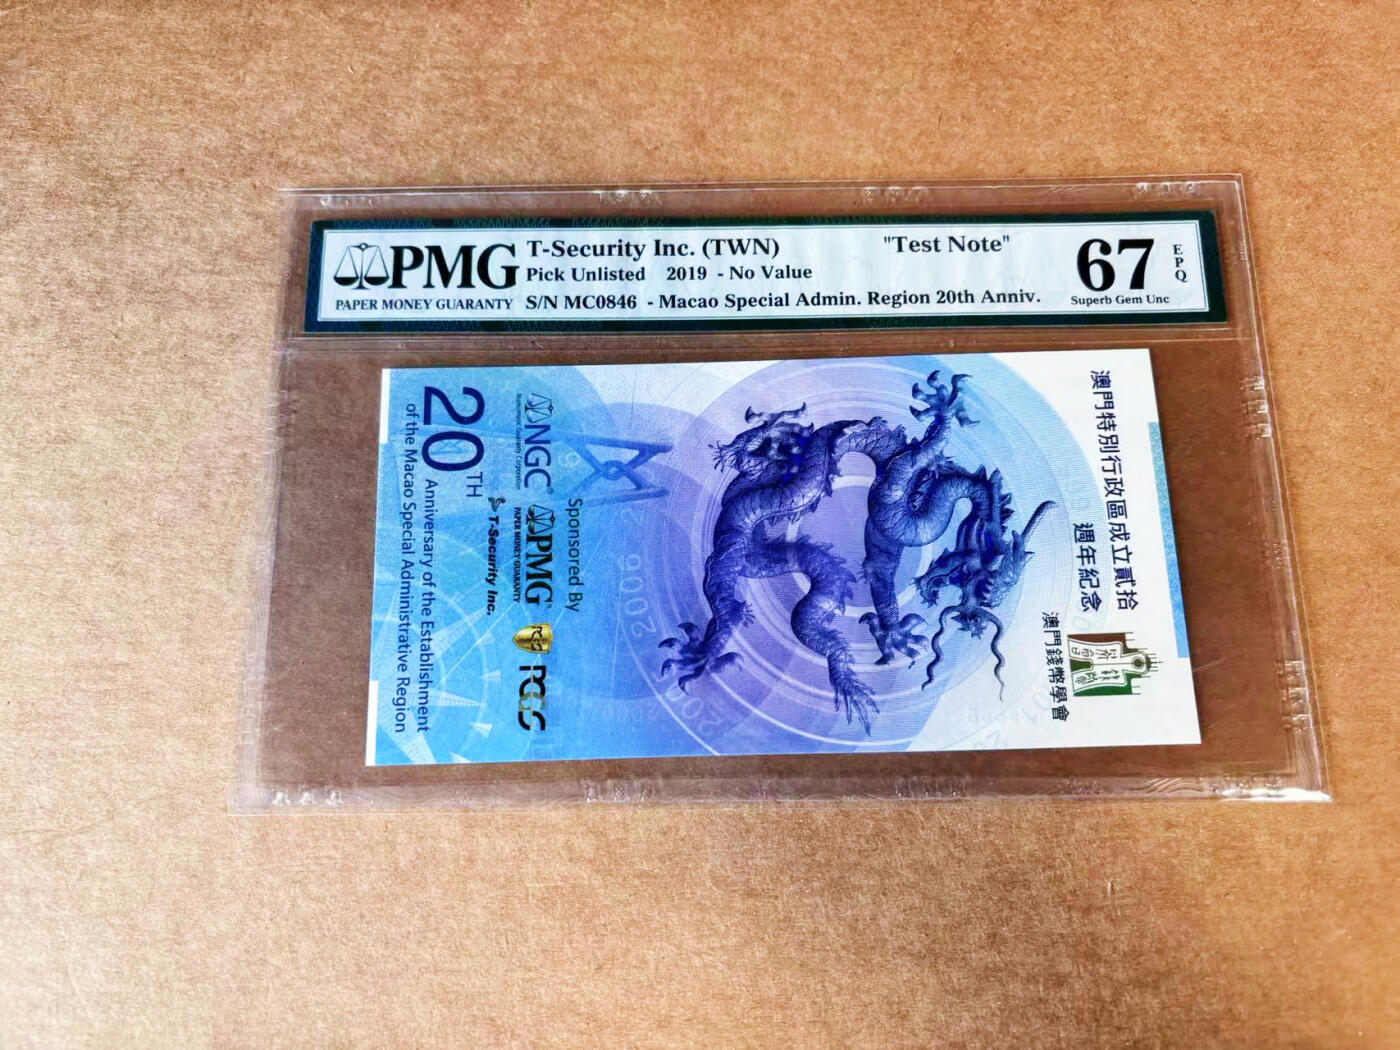 PMG
PAPER MONEY GUARANTY
T-Security Inc. (TWN)
"Test Note"
Pick Unlisted 2019 - No Value
S/N MC0846 - Macao Special Admin. Region 20th Anniv.
67
EPQ
Superb Gem Unc
澳門特別行政區成立貳拾
週年紀念
澳門錢幣學會
Sponsored By
NGC®
Numismatic Guaranty Corporation
PMG®
PAPER MONEY GUARANTY
PCGS
T-Security Inc.
20TH
Anniversary of the Establishment
of the Macao Special Administrative Region
2006